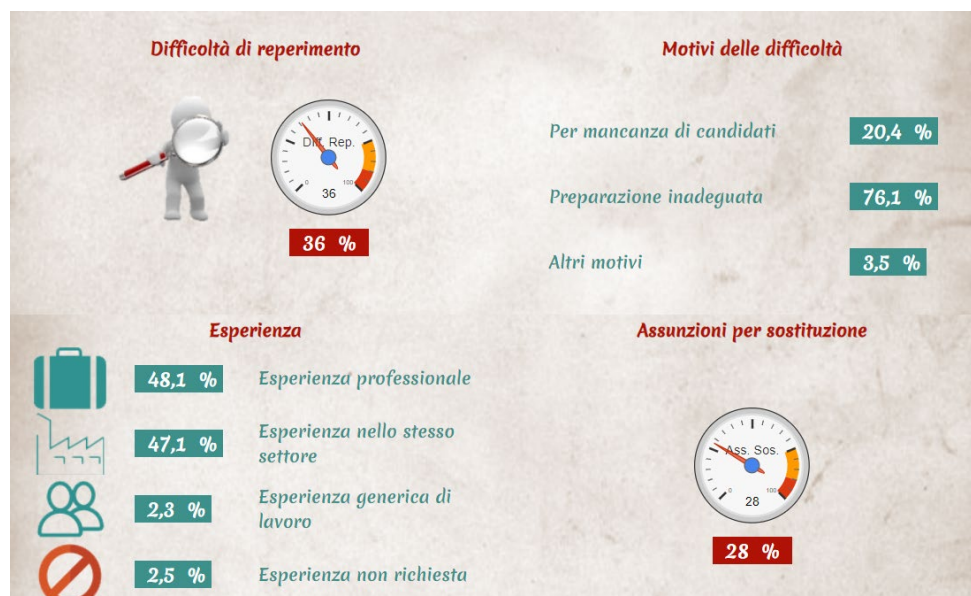 Difficoltà di reperimento
Diff. Rep.
0
100
36
36 %
Motivi delle difficoltà
Per mancanza di candidati
20,4 %
Preparazione inadeguata
76,1 %
Altri motivi
3,5 %
Esperienza
48,1 %
Esperienza professionale
47,1 %
Esperienza nello stesso
settore
2,3 %
Esperienza generica di
lavoro
2,5 %
Esperienza non richiesta
Assunzioni per sostituzione
Ass. Sos.
0
100
28
28 %